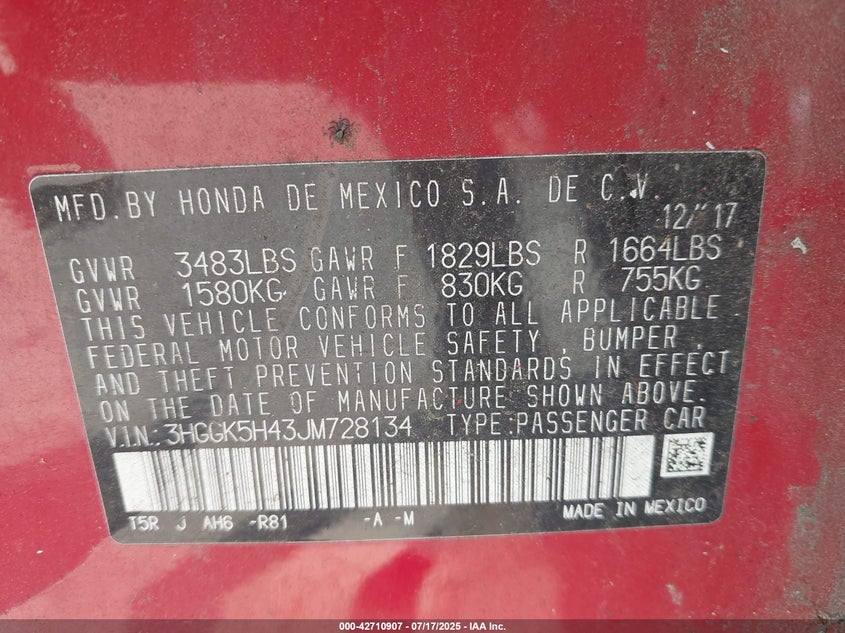 MFD.BY HONDA DE MEXICO S.A. DE C.V.
12/"17
GVWR 3483LBS GAWR F 1829LBS R 1664LBS
GVWR 1580KG GAWR F 830KG R 755KG
THIS VEHICLE CONFORMS TO ALL APPLICABLE
FEDERAL MOTOR VEHICLE SAFETY, BUMPER,
AND THEFT PREVENTION STANDARDS IN EFFECT
ON THE DATE OF MANUFACTURE SHOWN ABOVE.
V.I.N.:3HGGK5H43JM728134 TYPE:PASSENGER CAR
T5R J AH6 -R81 -A -M MADE IN MEXICO
000-42710907 - 07/17/2025 - IAA Inc.